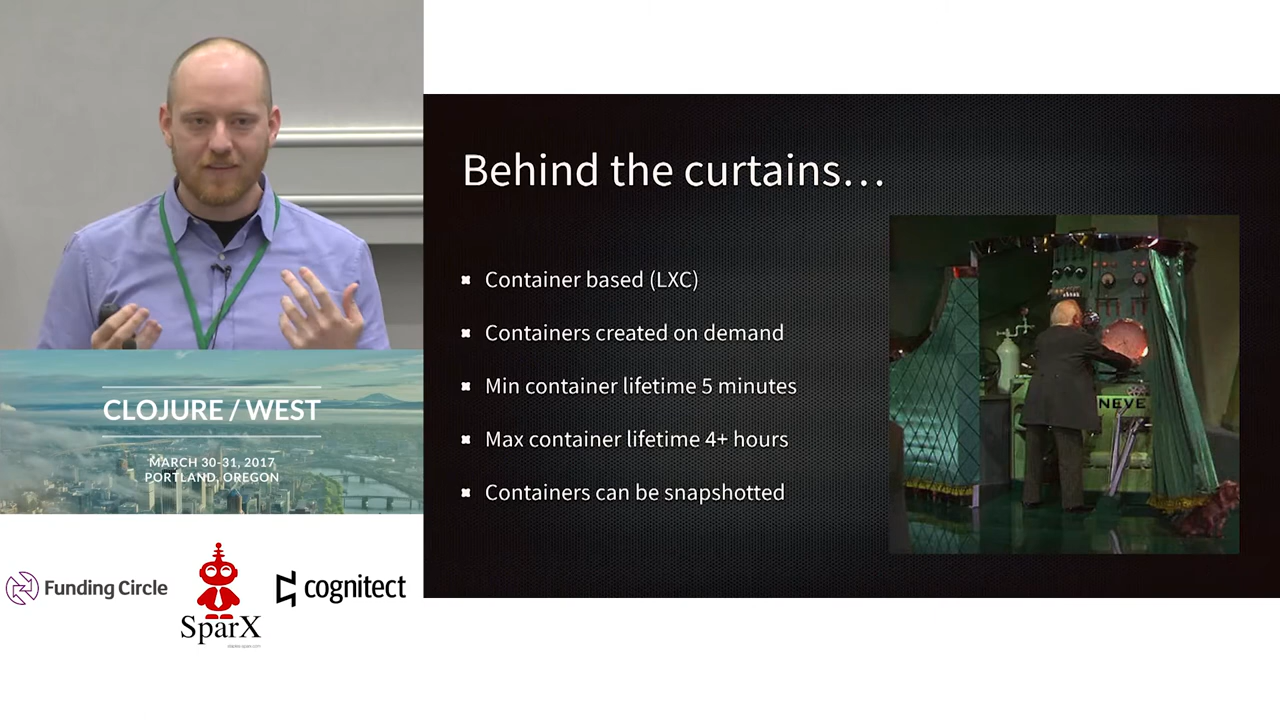 Behind the curtains…
Container based (LXC)
Containers created on demand
Min container lifetime 5 minutes
Max container lifetime 4+ hours
Containers can be snapshotted
NEVE
CLOJURE / WEST
MARCH 30-31, 2017
PORTLAND, OREGON
Funding Circle
SparX
cognitect